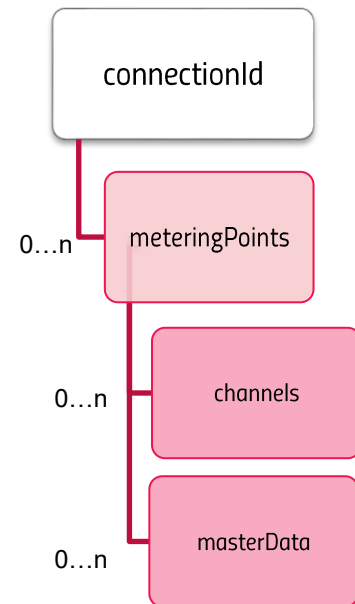 connectionId
0...n
meteringPoints
0...n
channels
0...n
masterData